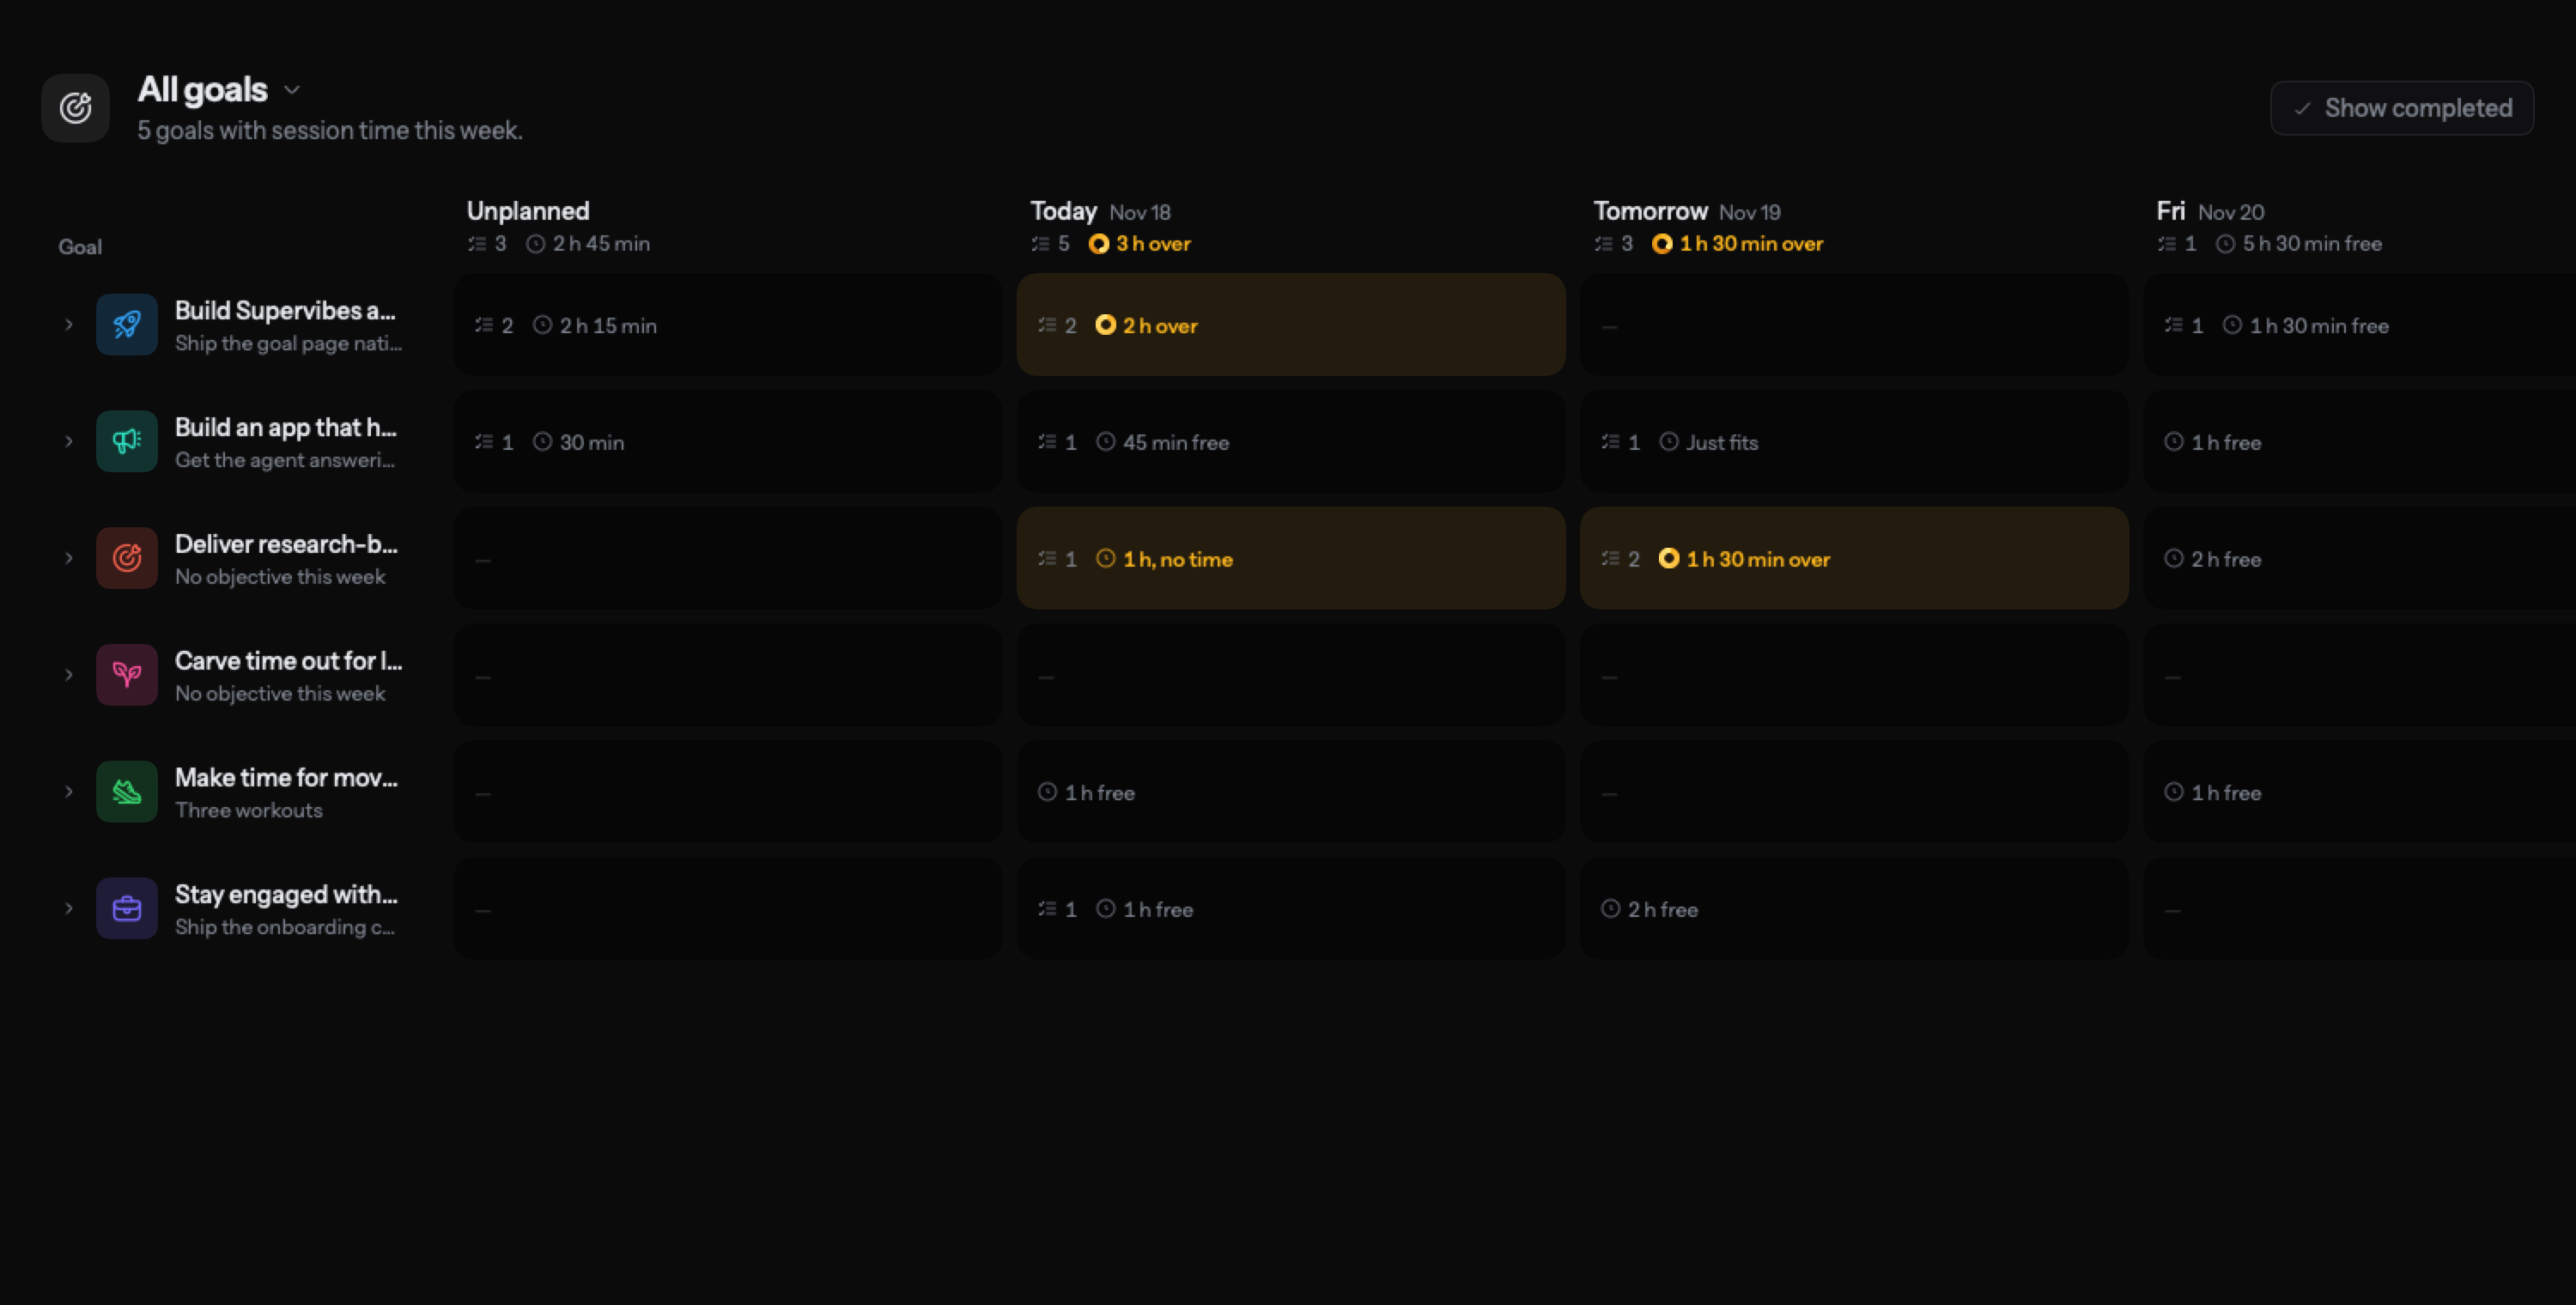 All goals
5 goals with session time this week.
Show completed
Goal
Unplanned
3 2 h 45 min
Today Nov 18
5 3 h over
Tomorrow Nov 19
3 1 h 30 min over
Fri Nov 20
1 5 h 30 min free
Build Supervibes a...
Ship the goal page nati...
2 2 h 15 min
2 2 h over
–
1 1 h 30 min free
Build an app that h...
Get the agent answeri...
1 30 min
1 45 min free
1 Just fits
1 h free
Deliver research-b...
No objective this week
–
1 1 h, no time
2 1 h 30 min over
2 h free
Carve time out for l...
No objective this week
–
–
–
–
Make time for mov...
Three workouts
–
1 h free
–
1 h free
Stay engaged with...
Ship the onboarding c...
–
1 1 h free
2 h free
–